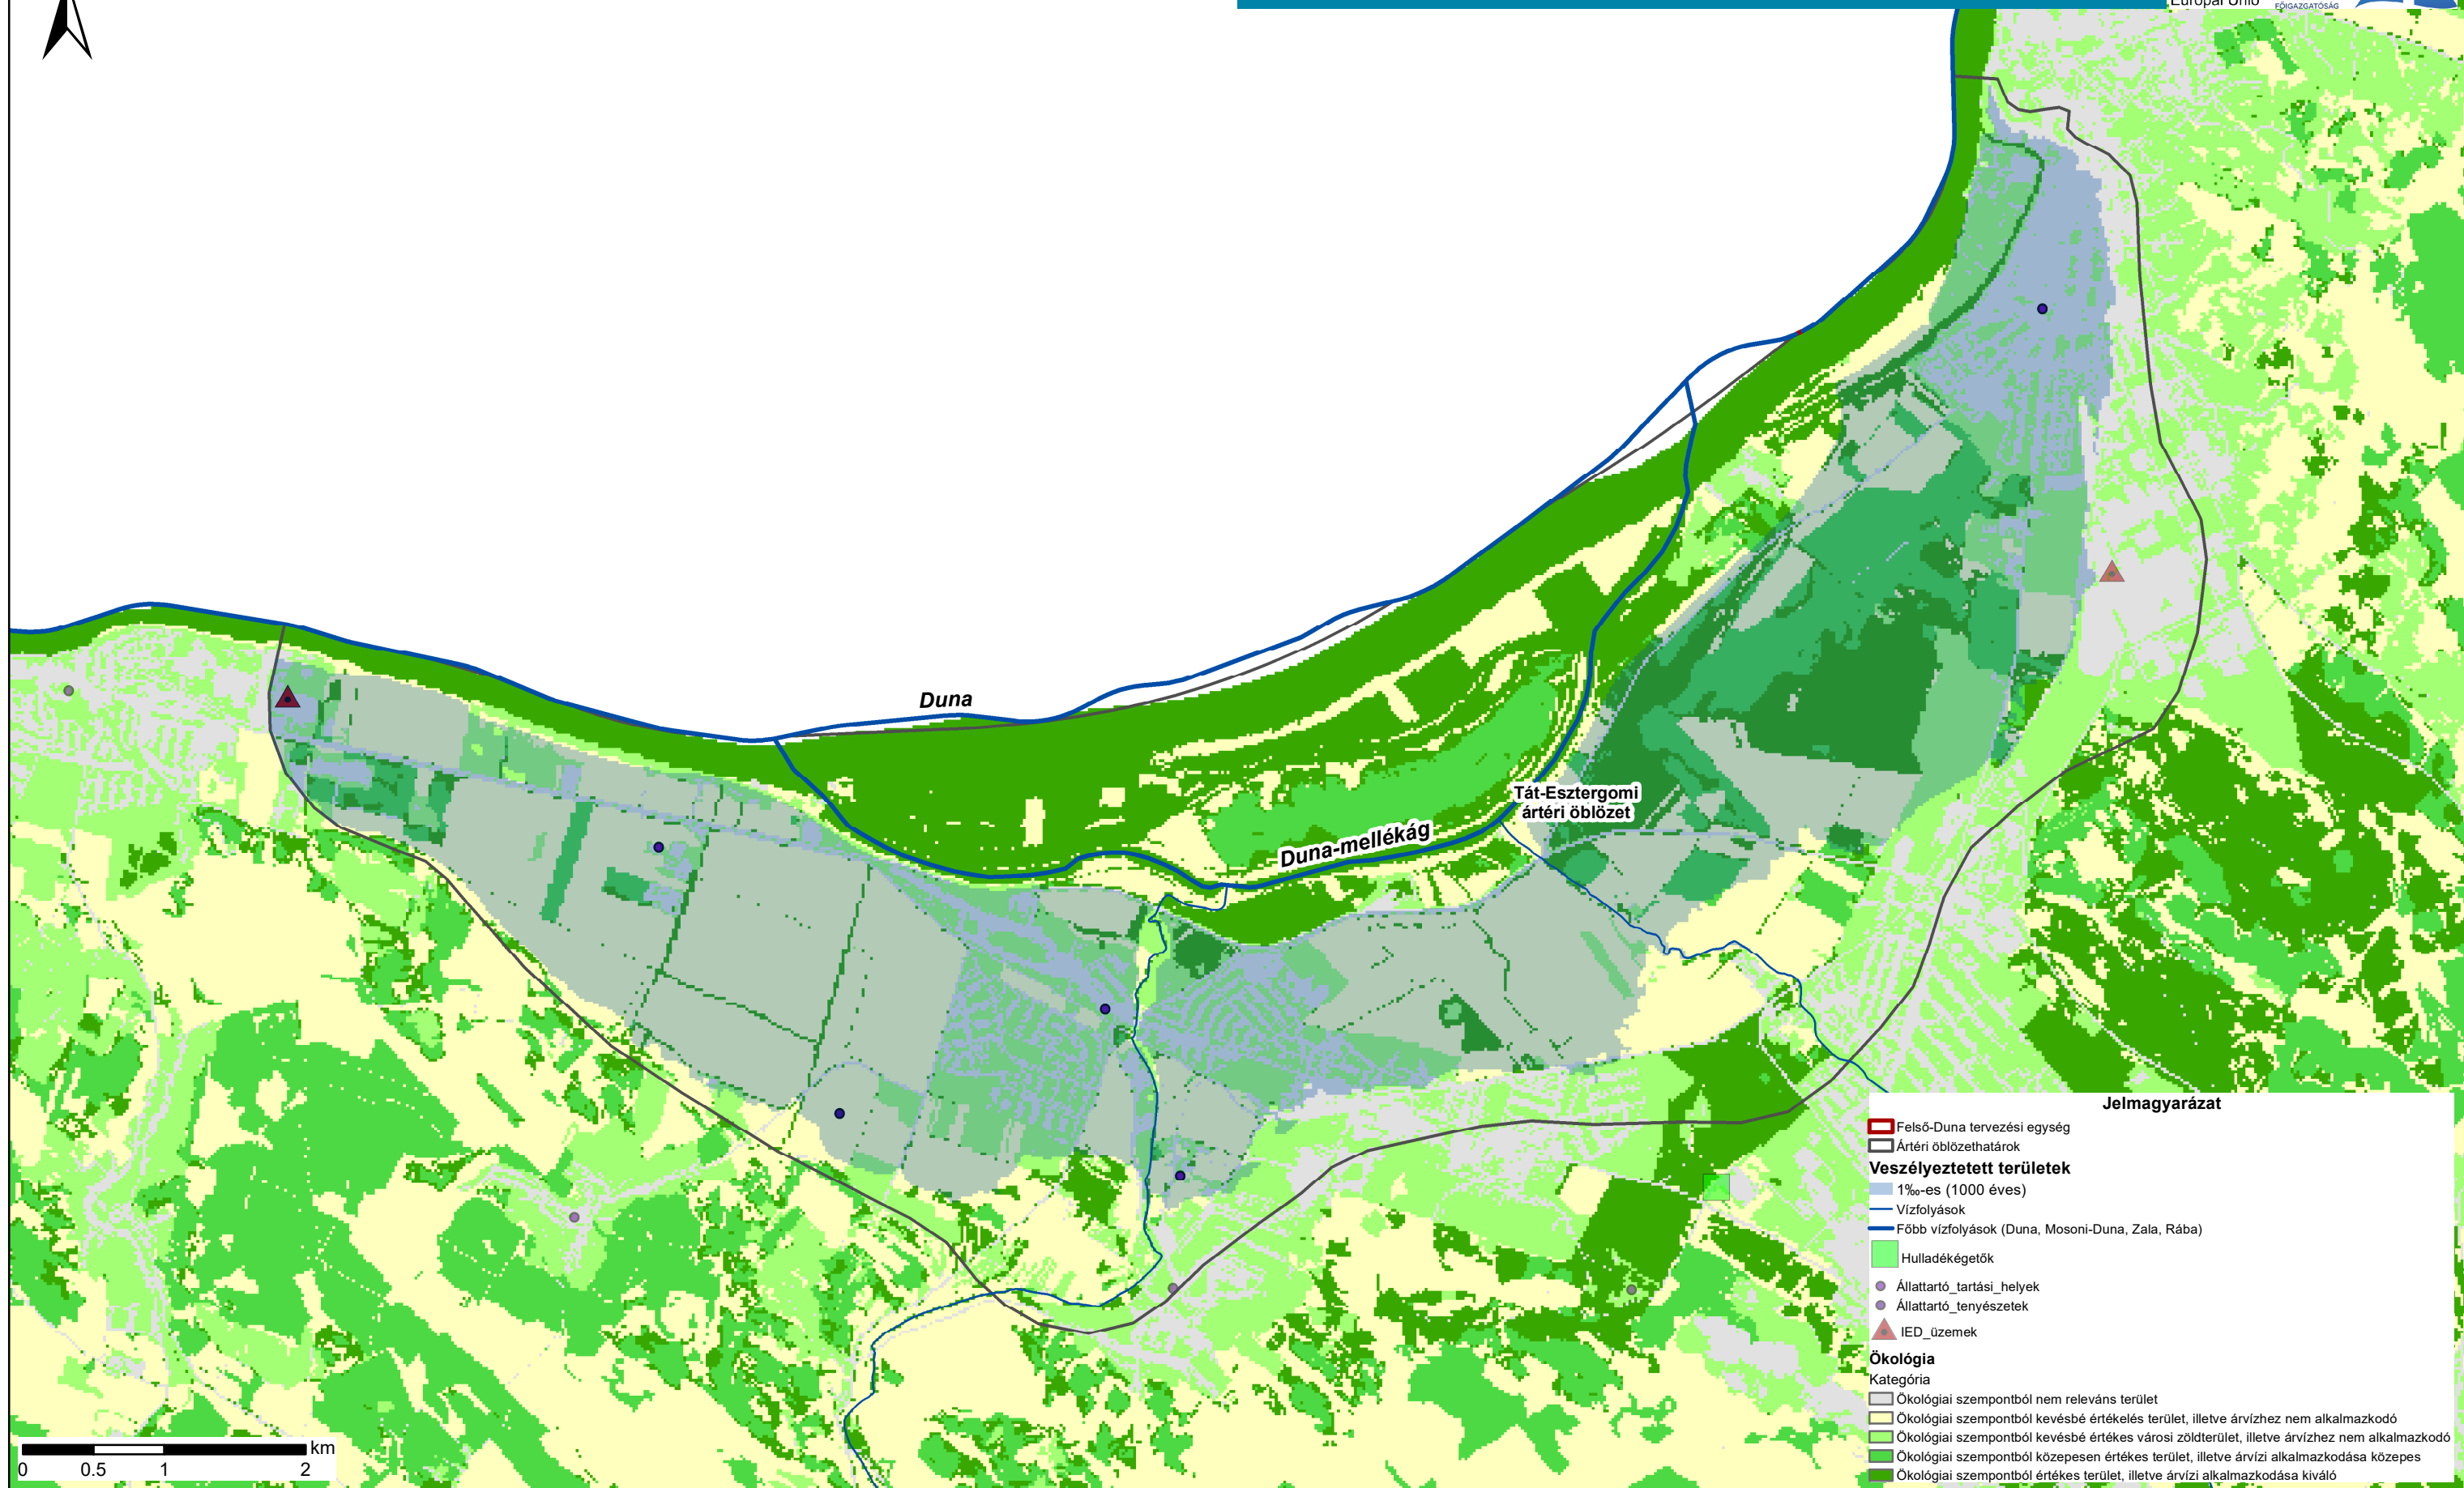 Európai Unió
FŐIGAZGATÓSÁG
Duna
Tát-Esztergomi
ártéri öblözet
Duna-mellékág
Jelmagyarázat
Felső-Duna tervezési egység
Ártéri öblözethatárok
Veszélyeztetett területek
1‰-es (1000 éves)
Vízfolyások
Főbb vízfolyások (Duna, Mosoni-Duna, Zala, Rába)
Hulladékégetők
Állattartó_tartási_helyek
Állattartó_tenyészetek
IED_üzemek
Ökológia
Kategória
Ökológiai szempontból nem releváns terület
Ökológiai szempontból kevésbé értékelés terület, illetve árvízhez nem alkalmazkodó
Ökológiai szempontból kevésbé értékes városi zöldterület, illetve árvízhez nem alkalmazkodó
Ökológiai szempontból közepesen értékes terület, illetve árvízi alkalmazkodása közepes
Ökológiai szempontból értékes terület, illetve árvízi alkalmazkodása kiváló
km
0 0.5 1 2